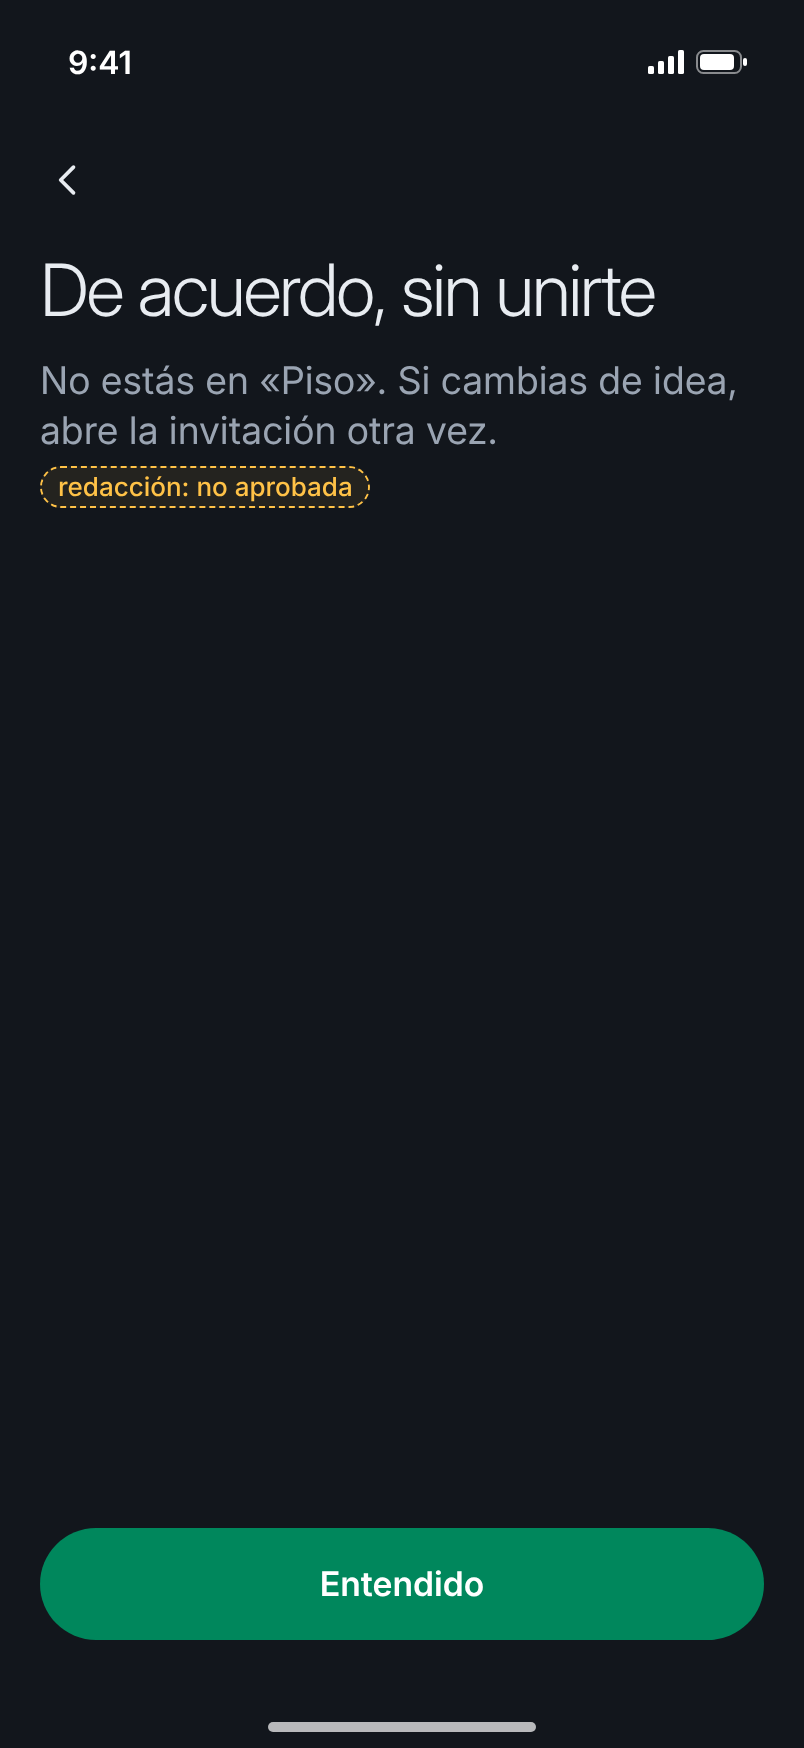 9:41
De acuerdo, sin unirte
No estás en «Piso». Si cambias de idea,
abre la invitación otra vez.
redacción: no aprobada
Entendido